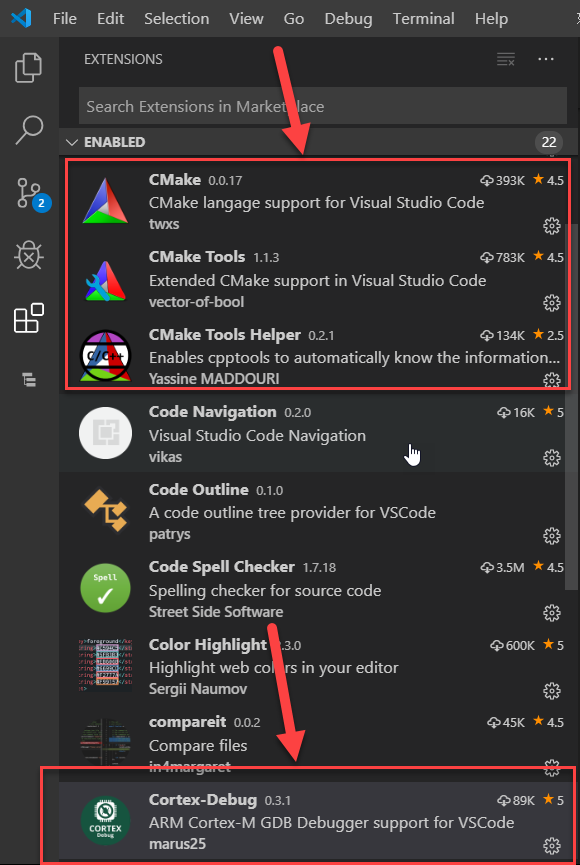 File Edit Selection View Go Debug Terminal Help
EXTENSIONS
Search Extensions in Marketplace
ENABLED 22
2
CMake 0.0.17 393K 4.5
CMake langage support for Visual Studio Code
twxs
CMake Tools 1.1.3 783K 4.5
Extended CMake support in Visual Studio Code
vector-of-bool
C/C++
CMake Tools Helper 0.2.1 134K 2.5
Enables cpptools to automatically know the information...
Yassine MADDOURI
Code Navigation 0.2.0 16K 5
Visual Studio Code Navigation
vikas
Code Outline 0.1.0
A code outline tree provider for VSCode
patrys
Spell
Code Spell Checker 1.7.18 3.5M 4.5
Spelling checker for source code
Street Side Software
Color Highlight .3.0 600K 5
Highlight web colors in your editor
Sergii Naumov
compareit 0.0.2 45K 4.5
Compare files
in4margaret
CORTEX
Debug
Cortex-Debug 0.3.1 89K 5
ARM Cortex-M GDB Debugger support for VSCode
marus25